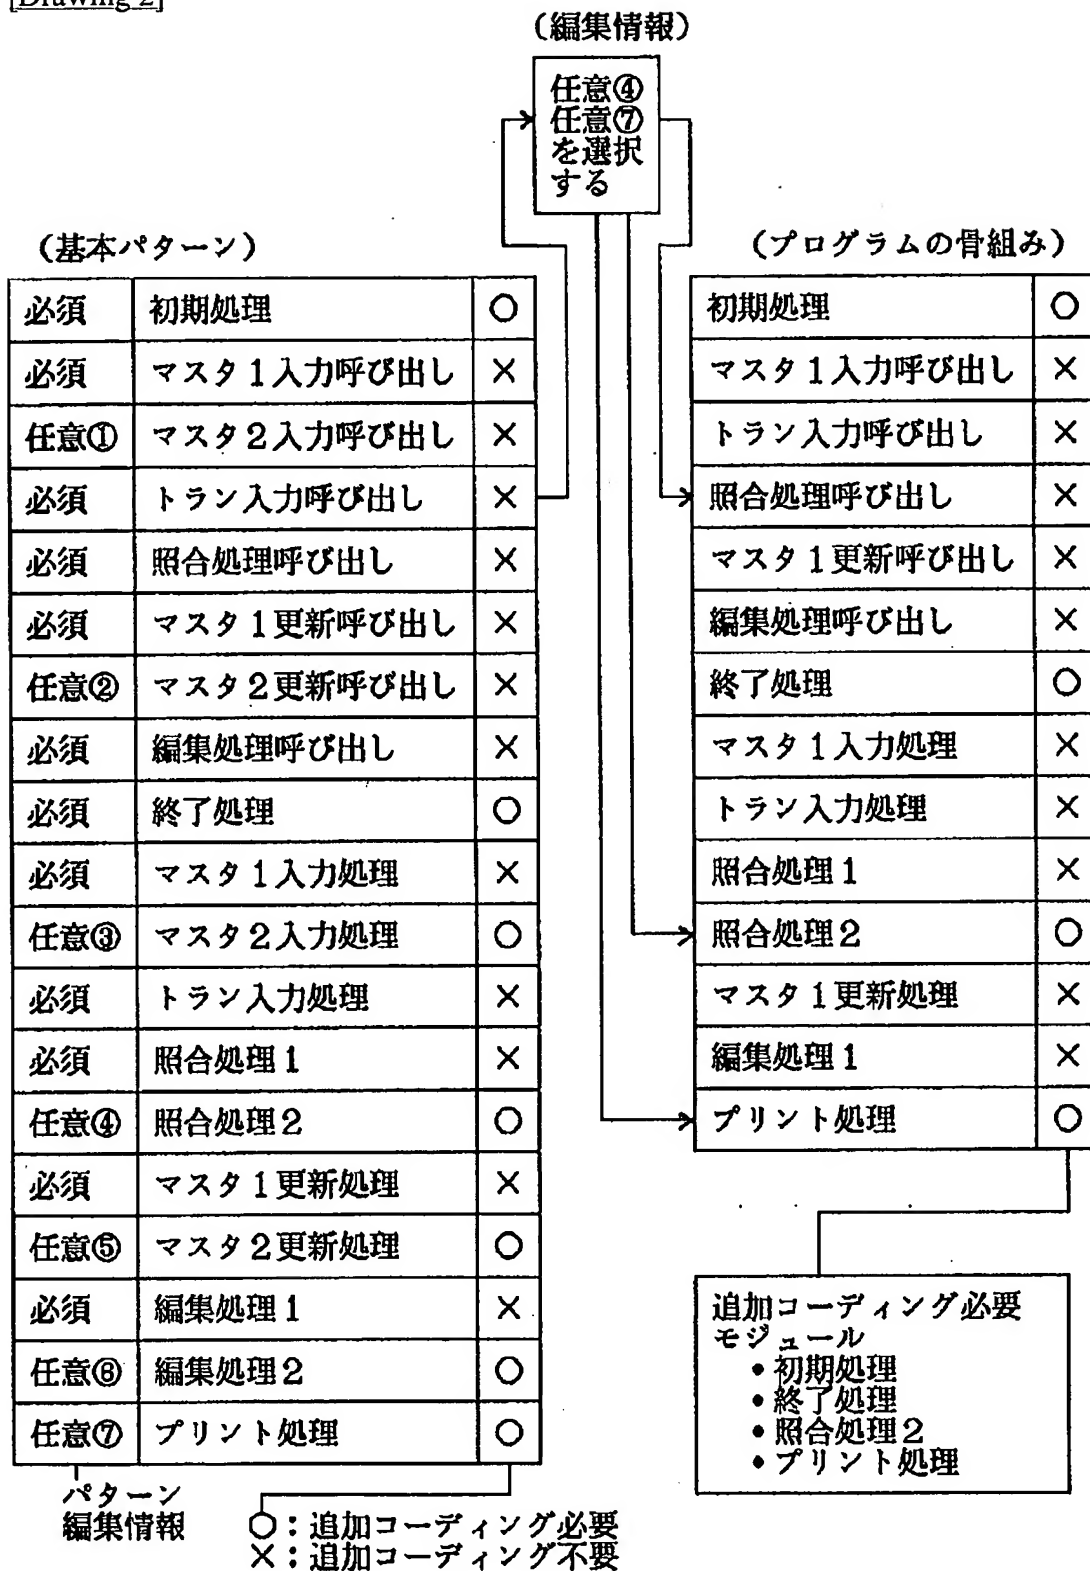 [Drawing 2]
(編集情報)
任意④
任意⑦
を選択
する
(基本パターン)
必須 初期処理 ○
必須 マスタ1入力呼び出し ×
任意① マスタ2入力呼び出し ×
必須 トラン入力呼び出し ×
必須 照合処理呼び出し ×
必須 マスタ1更新呼び出し ×
任意② マスタ2更新呼び出し ×
必須 編集処理呼び出し ×
必須 終了処理 ○
必須 マスタ1入力処理 ×
任意③ マスタ2入力処理 ○
必須 トラン入力処理 ×
必須 照合処理1 ×
任意④ 照合処理2 ○
必須 マスタ1更新処理 ×
任意⑤ マスタ2更新処理 ○
必須 編集処理1 ×
任意⑥ 編集処理2 ○
任意⑦ プリント処理 ○
パターン
編集情報
○:追加コーディング必要
×:追加コーディング不要
(プログラムの骨組み)
初期処理 ○
マスタ1入力呼び出し ×
トラン入力呼び出し ×
照合処理呼び出し ×
マスタ1更新呼び出し ×
編集処理呼び出し ×
終了処理 ○
マスタ1入力処理 ×
トラン入力処理 ×
照合処理1 ×
照合処理2 ○
マスタ1更新処理 ×
編集処理1 ×
プリント処理 ○
追加コーディング必要
モジュール
•初期処理
•終了処理
•照合処理2
•プリント処理